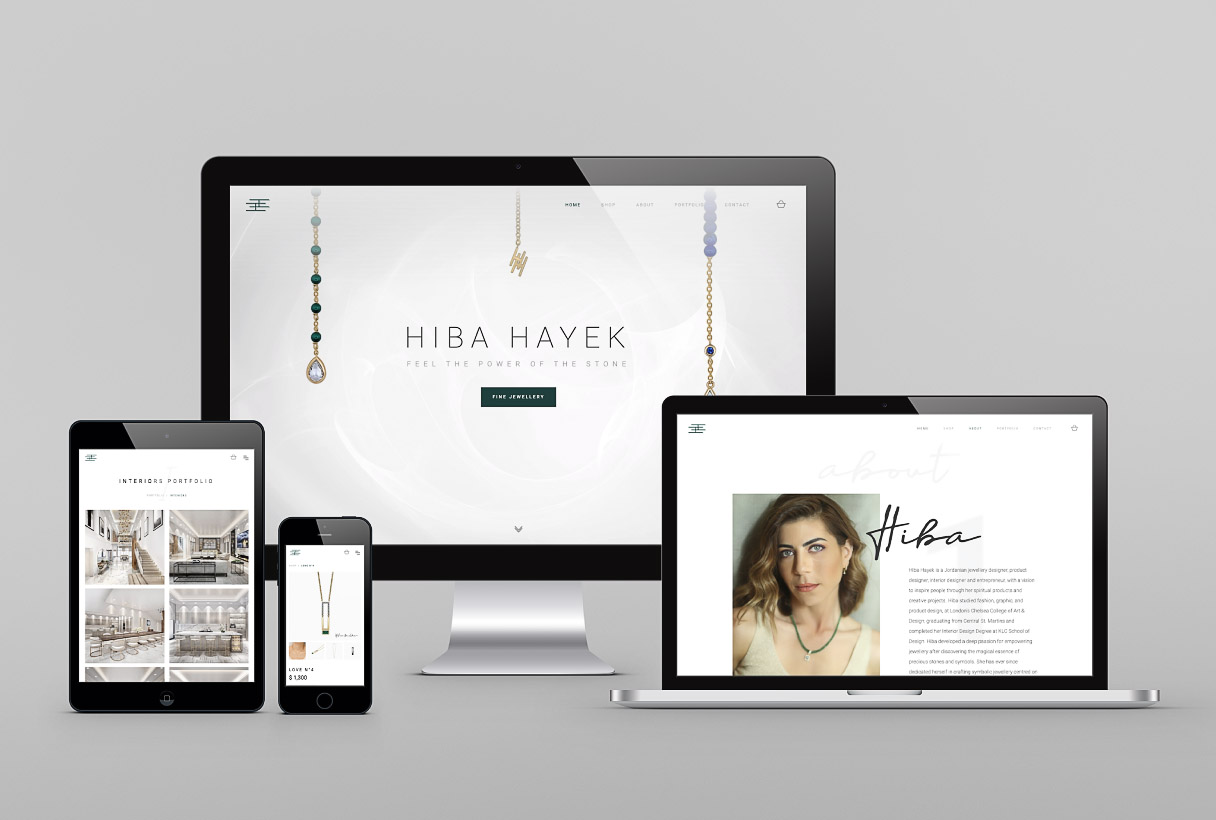 HOME SHOP ABOUT PORTFOLIO CONTACT
HIBA HAYEK
FEEL THE POWER OF THE STONE
FINE JEWELLERY
INTERIORS PORTFOLIO
LOVE N°4
$ 1,300
HOME SHOP ABOUT PORTFOLIO CONTACT
about
Hiba
Hiba Hayek is a Jordanian jewellery designer, product
designer, interior designer and entrepreneur, with a vision
to inspire people through her spiritual products and
creative projects. Hiba studied fashion, graphic, and
product design, at London's Chelsea College of Art &
Design, graduating from Central St. Martins and
completed her Interior Design Degree at KLC School of
Design. Hiba developed a deep passion for empowering
jewellery after discovering the magical essence of
precious stones and symbols. She has ever since
dedicated herself in crafting symbolic jewellery centred on